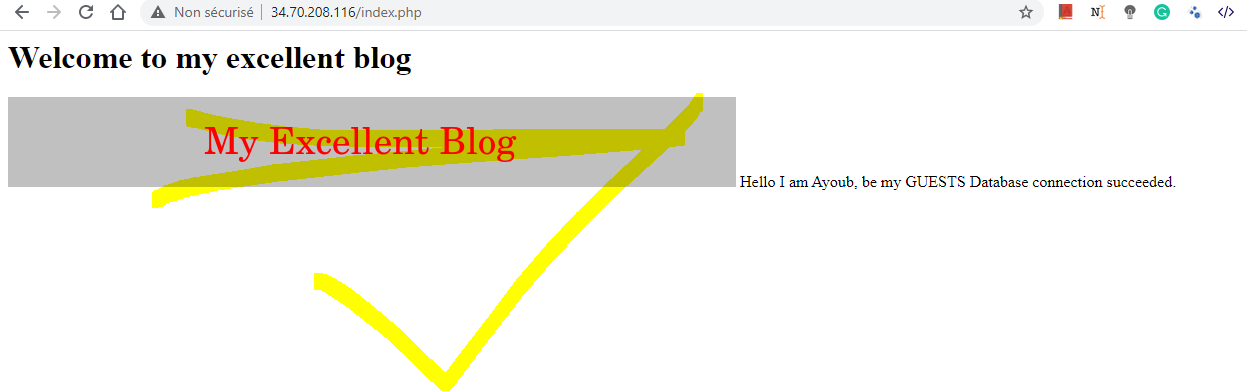 Non sécurisé | 34.70.208.116/index.php
Welcome to my excellent blog
My Excellent Blog
Hello I am Ayoub, be my GUESTS Database connection succeeded.